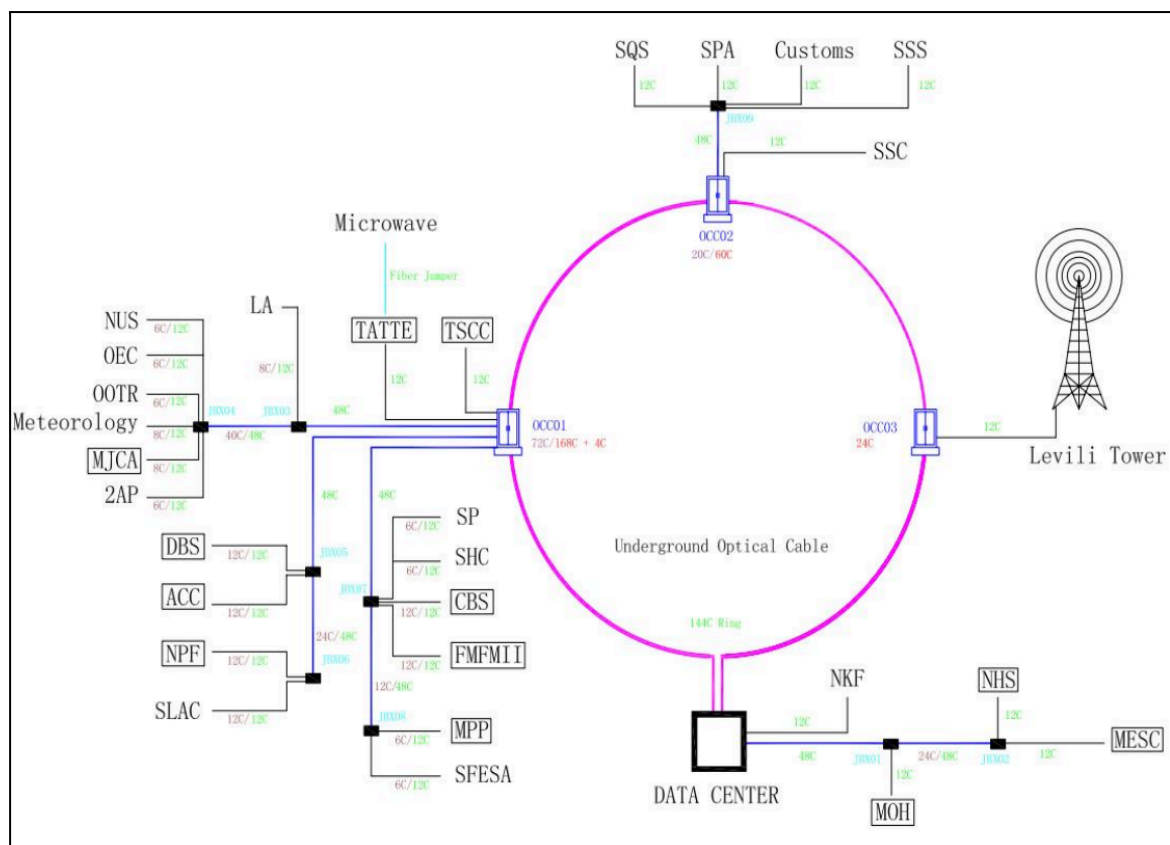 SQS SPA Customs SSS
12C 12C 12C 12C
JBX09
48C 12C SSC
Microwave
OCC02
20C/60C
Fiber Jumper
LA
NUS 6C/12C
TATTE TSCC
OEC 6C/12C
8C/12C 12C 12C
OOTR 6C/12C
JBX04 JBX03 48C
Meteorology 8C/12C
40C/48C
OCC01
72C/168C + 4C
OCC03
24C
12C
Levili Tower
MJCA 8C/12C
2AP 6C/12C
48C 48C
SP 6C/12C
DBS 12C/12C
JBX05
SHC 6C/12C
Underground Optical Cable
ACC 12C/12C
JBX07
CBS 12C/12C
144C Ring
24C/48C
NPF 12C/12C
JBX06
FMFMII 12C/12C
12C/48C
SLAC 12C/12C
JBX08
MPP 6C/12C
SFESA 6C/12C
NKF NHS
12C 12C
48C JBX01 24C/48C JBX02 12C MESC
12C
DATA CENTER
MOH